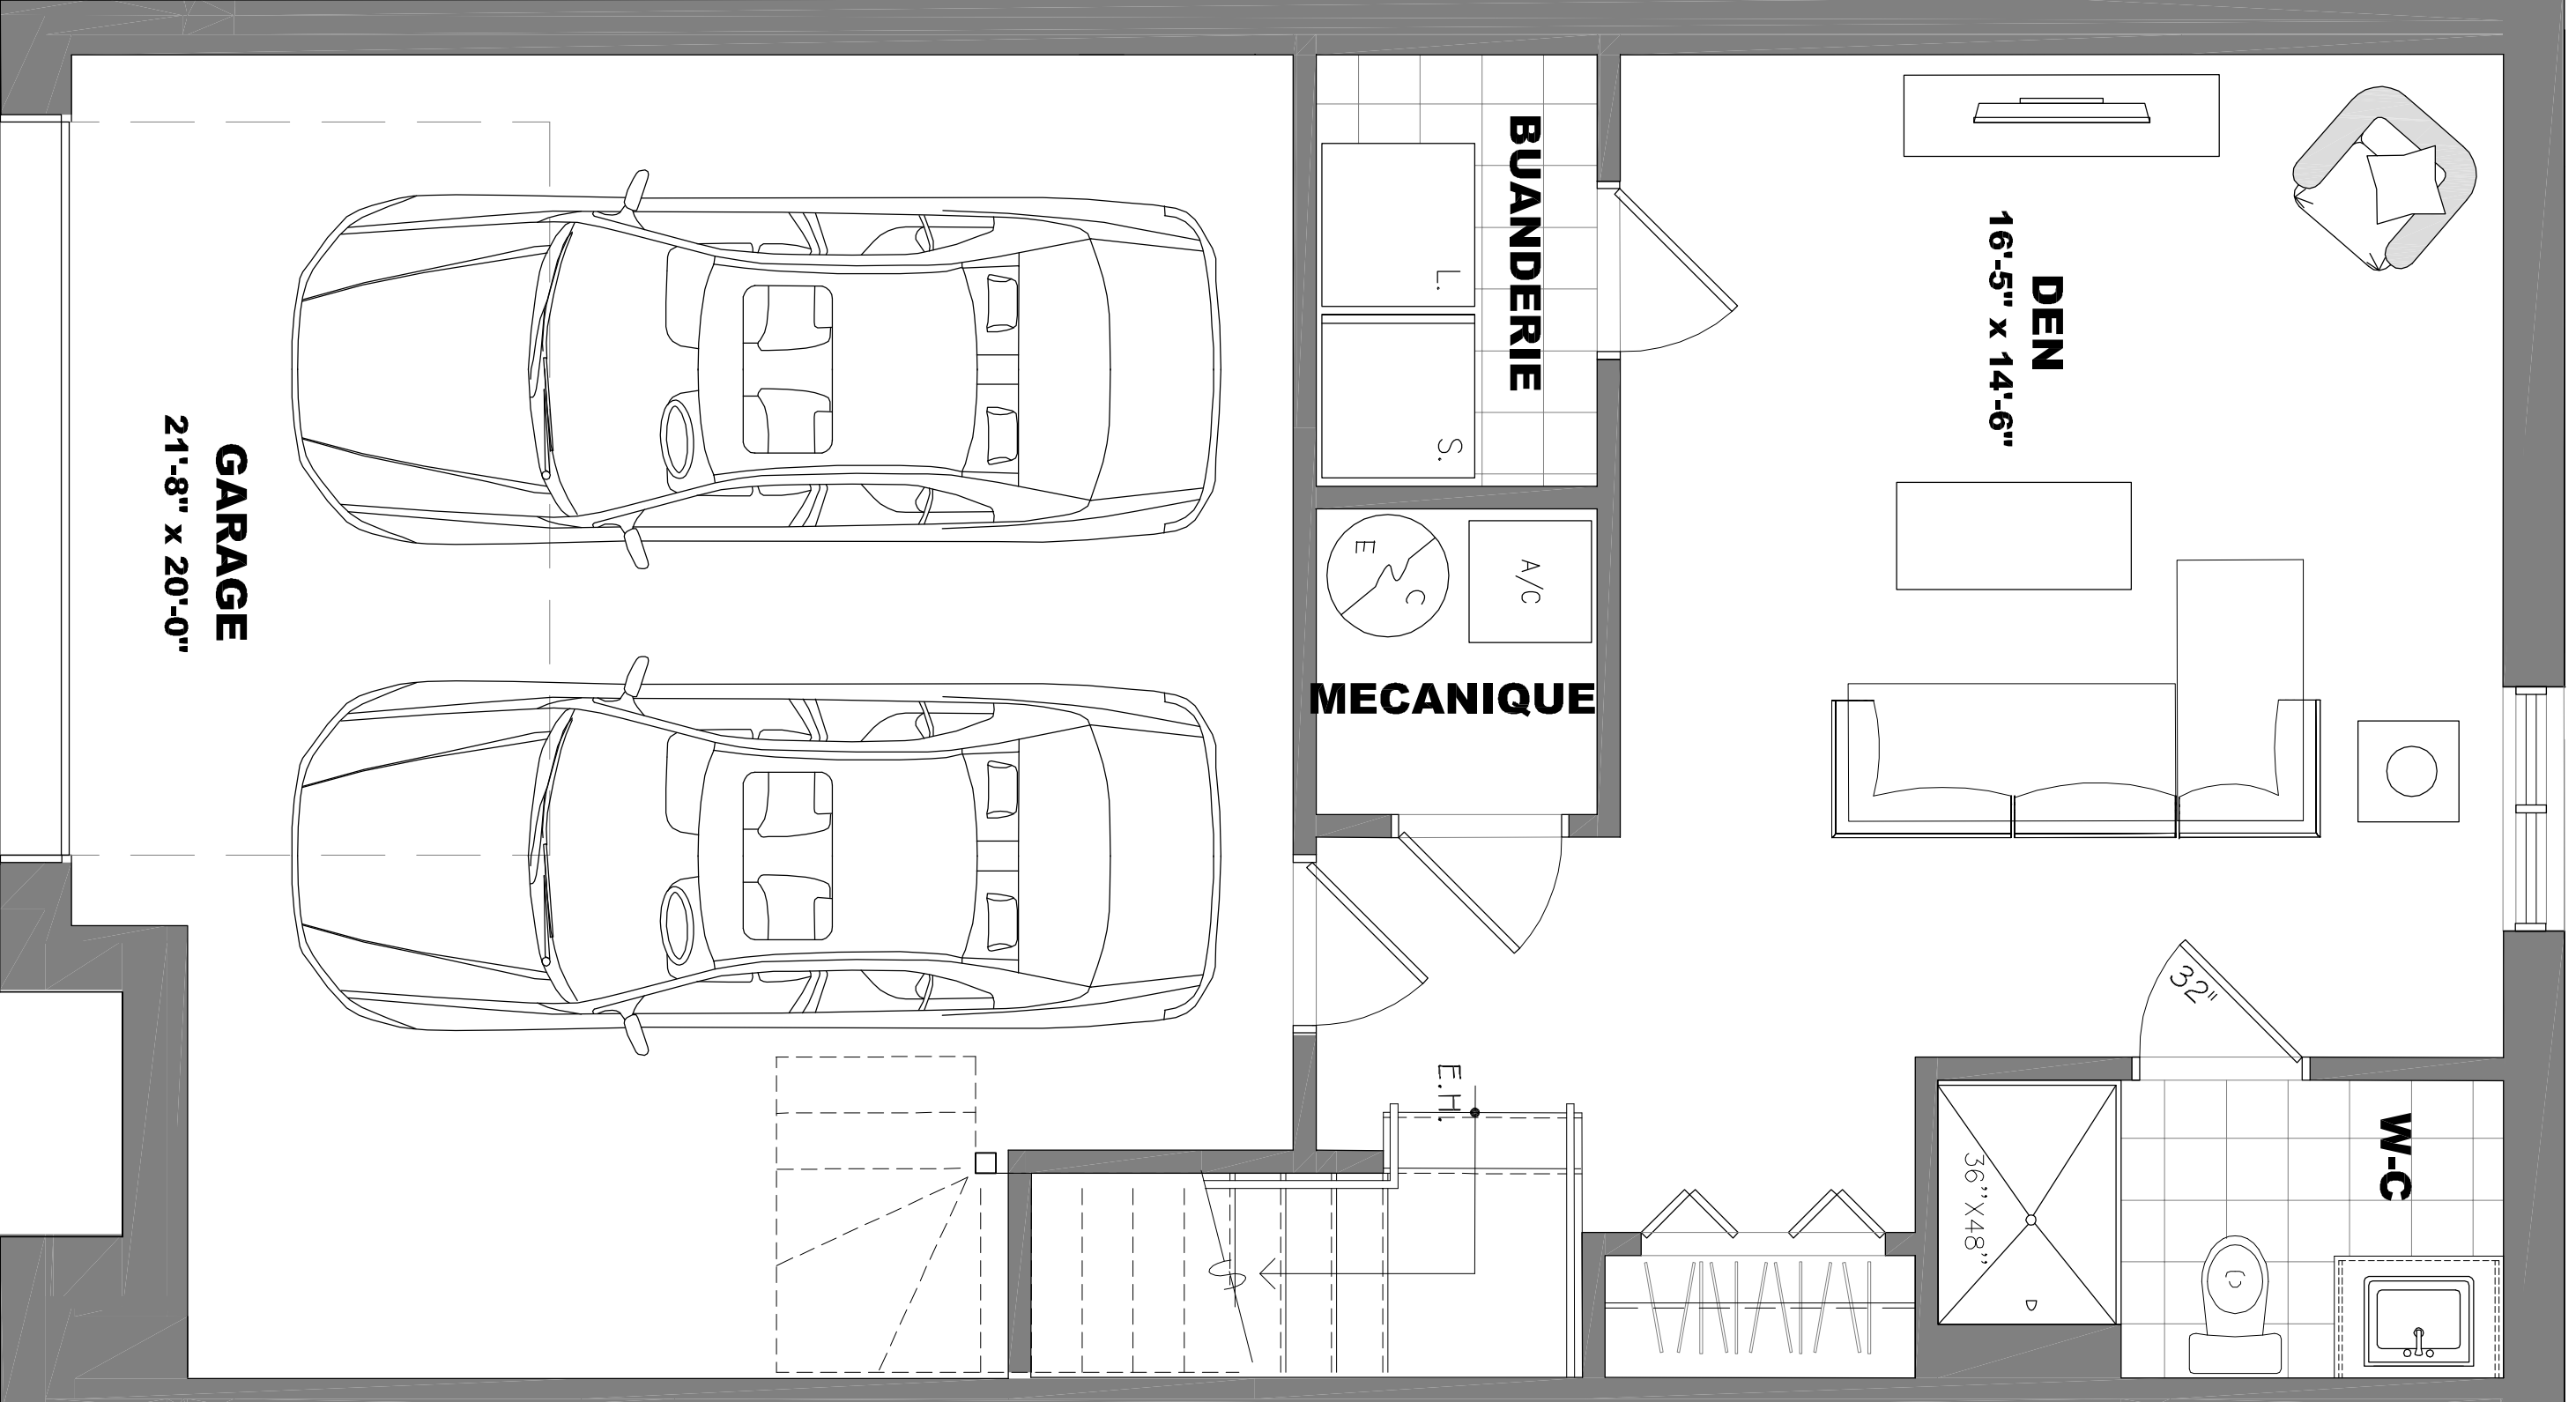 GARAGE
21'-8" x 20'-0"
BUANDERIE
L.
S.
E C
A/C
MECANIQUE
DEN
16'-5" x 14'-6"
32"
E.H.
W-C
36"X48"